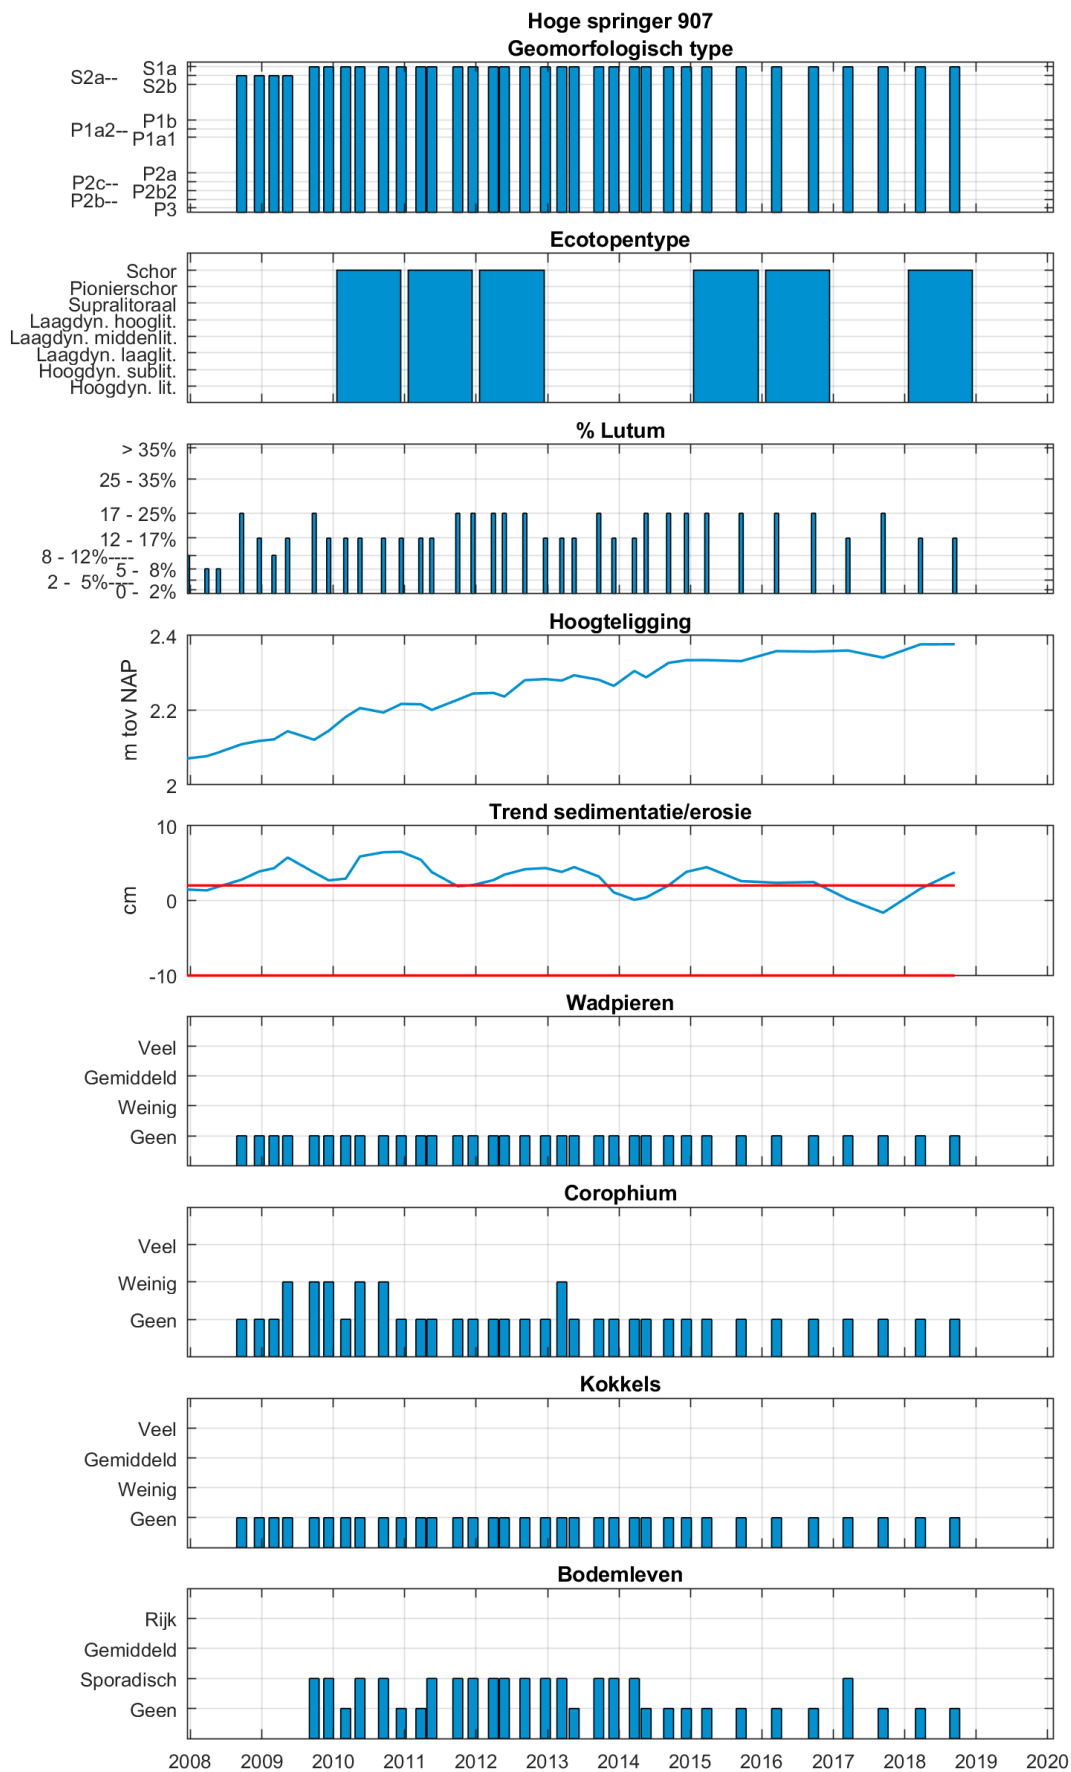 Hoge springer 907
Geomorfologisch type
S1a
S2a--
S2b
P1b
P1a2--
P1a1
P2a
P2c--
P2b2
P2b--
P3
Ecotopentype
Schor
Pionierschor
Supralitoraal
Laagdyn. hooglit.
Laagdyn. middenlit.
Laagdyn. laaglit.
Hoogdyn. sublit.
Hoogdyn. lit.
% Lutum
> 35%
25 - 35%
17 - 25%
12 - 17%
8 - 12%----
5 - 8%
2 - 5%----
0 - 2%
Hoogteligging
2.4
2.2
2
m tov NAP
Trend sedimentatie/erosie
10
0
-10
cm
Wadpieren
Veel
Gemiddeld
Weinig
Geen
Corophium
Veel
Weinig
Geen
Kokkels
Veel
Gemiddeld
Weinig
Geen
Bodemleven
Rijk
Gemiddeld
Sporadisch
Geen
2008 2009 2010 2011 2012 2013 2014 2015 2016 2017 2018 2019 2020